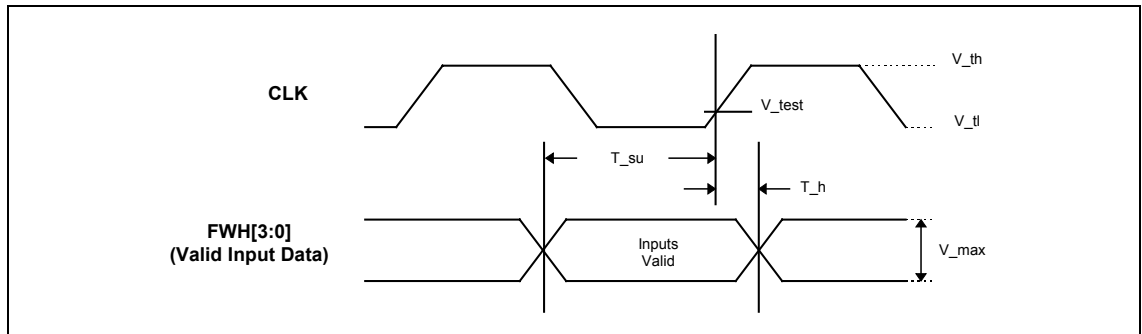 V_th
CLK
V_test
V_tl
T_su
T_h
FWH[3:0]
(Valid Input Data)
Inputs
Valid
V_max